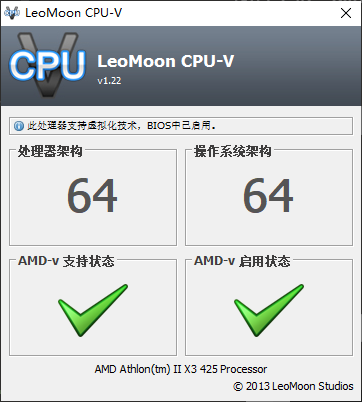 LeoMoon CPU-V
CPU
LeoMoon CPU-V
v1.22
此处理器支持虚拟化技术，BIOS中已启用。
处理器架构
操作系统架构
64
64
AMD-v 支持状态
AMD-v 启用状态
AMD Athlon(tm) II X3 425 Processor
© 2013 LeoMoon Studios